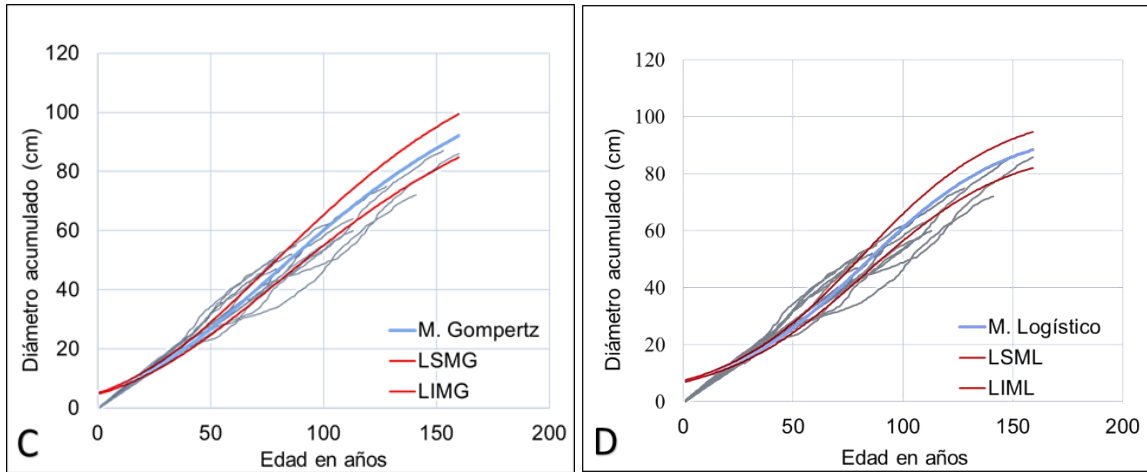 120
100
80
60
40
20
0
Diámetro acumulado (cm)
M. Gompertz
LSMG
LIMG
0 50 100 150 200
Edad en años
C
120
100
80
60
40
20
0
Diámetro acumulado (cm)
M. Logístico
LSML
LIML
0 50 100 150 200
Edad en años
D